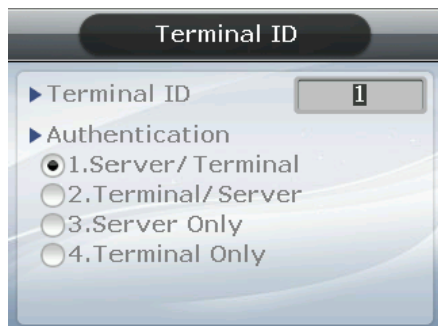 Terminal ID
Terminal ID 1
Authentication
1.Server/Terminal
2.Terminal/Server
3.Server Only
4.Terminal Only